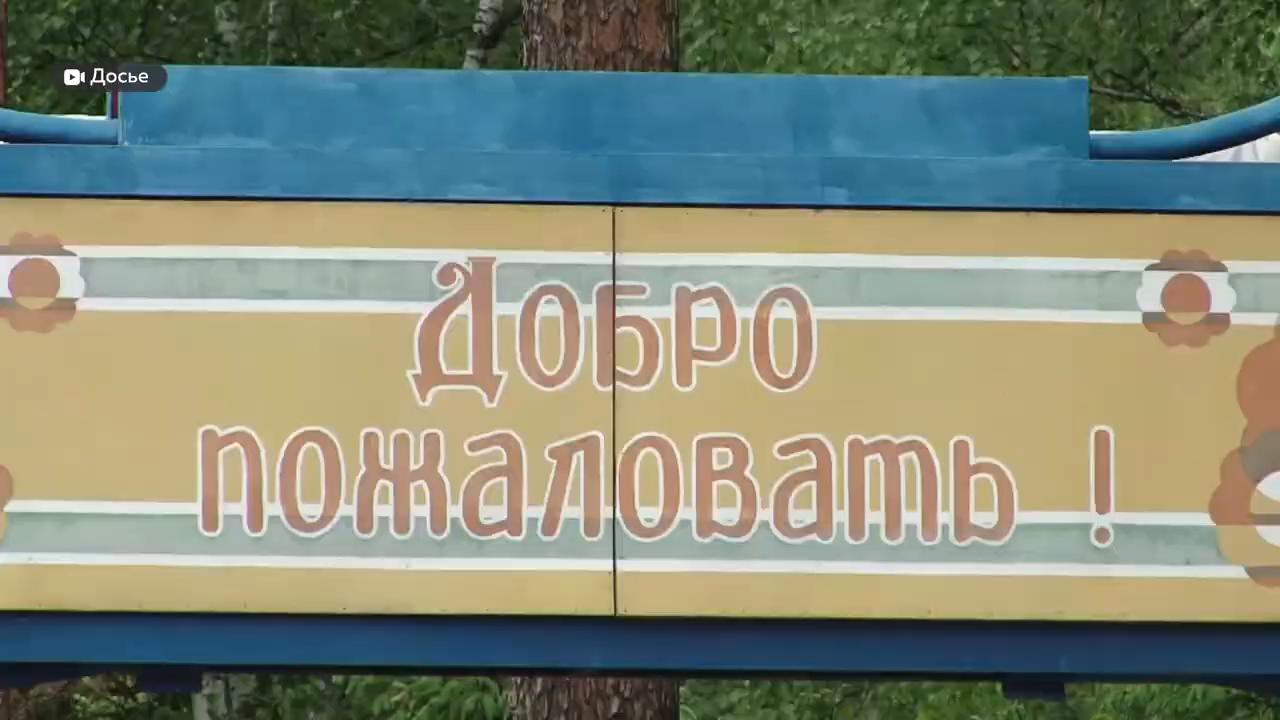 Досье
Добро
пожаловать !